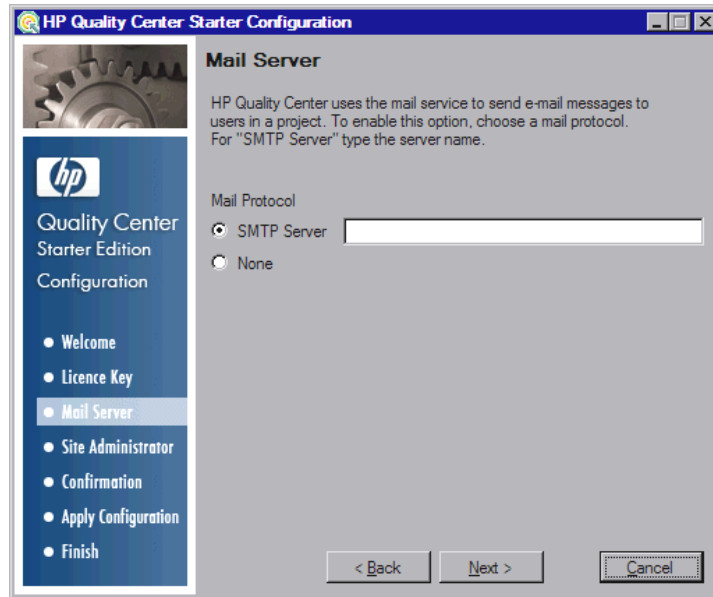 HP Quality Center Starter Configuration
Mail Server
HP Quality Center uses the mail service to send e-mail messages to
users in a project. To enable this option, choose a mail protocol.
For "SMTP Server" type the server name.
Mail Protocol
SMTP Server
None
hp
Quality Center
Starter Edition
Configuration
Welcome
Licence Key
Mail Server
Site Administrator
Confirmation
Apply Configuration
Finish
< Back
Next >
Cancel